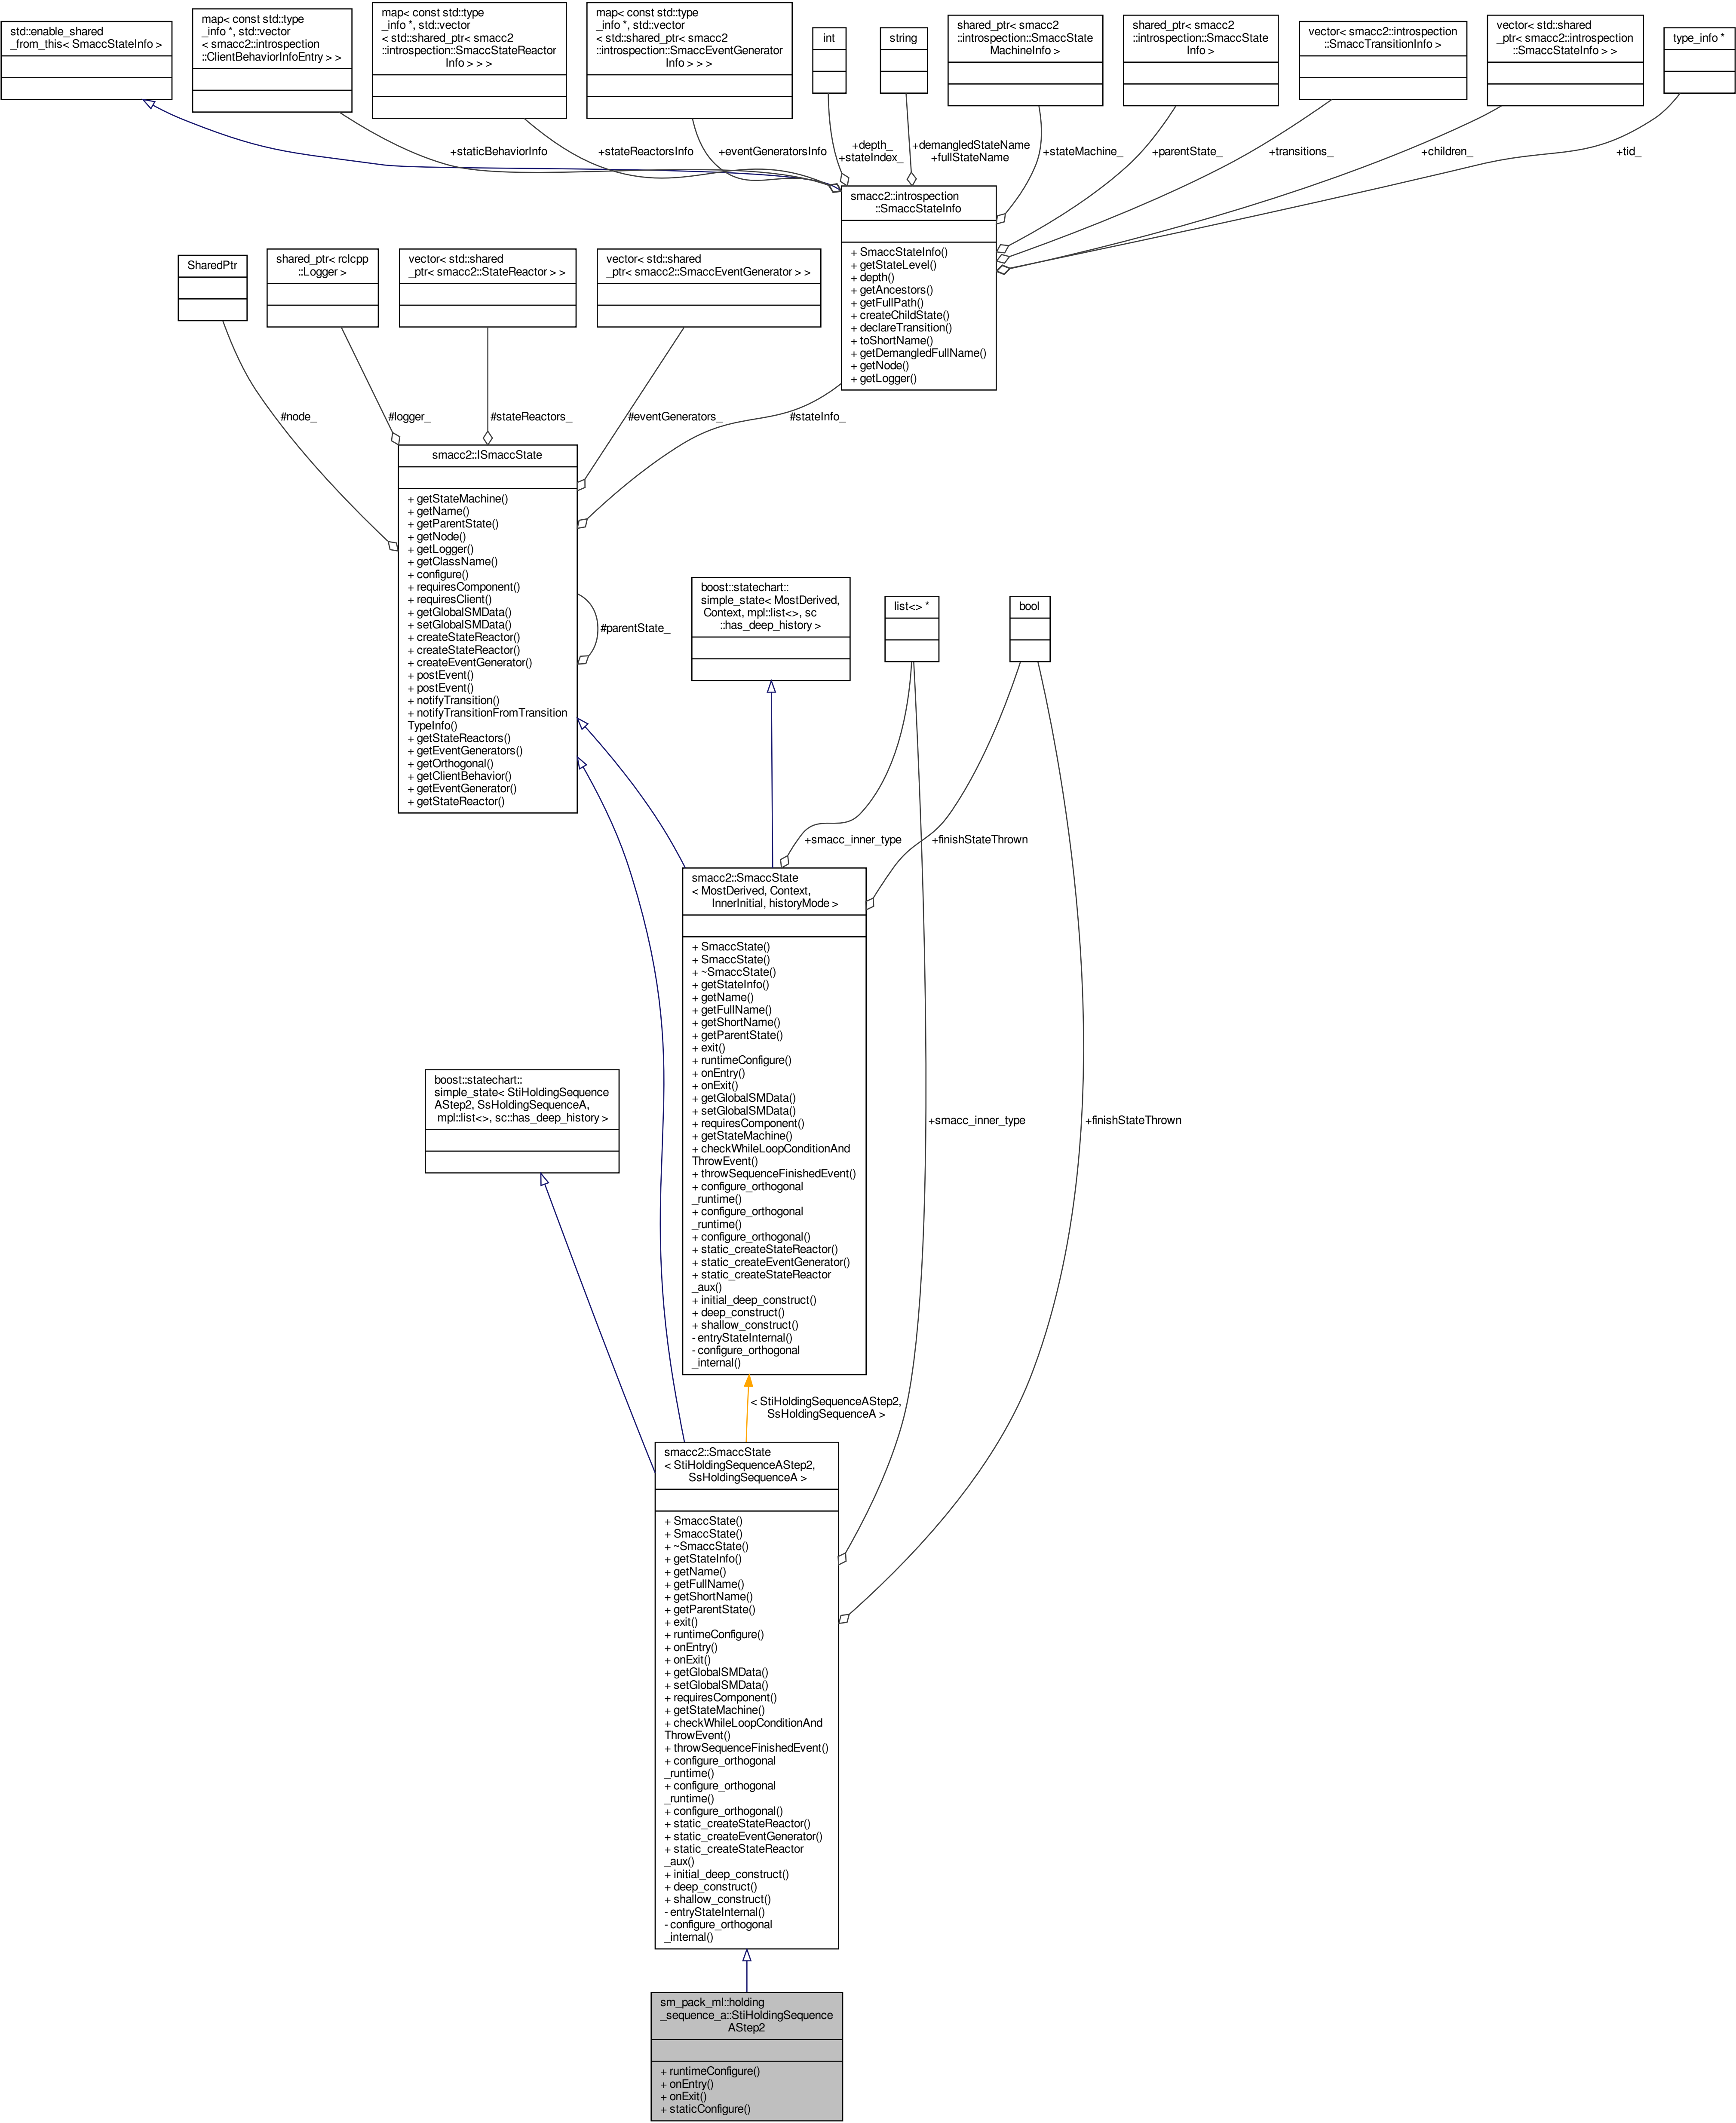 std::enable_shared
_from_this< SmaccStateInfo >
map< const std::type
_info *, std::vector
< smacc2::introspection
::ClientBehaviorInfoEntry > >
map< const std::type
_info *, std::vector
< std::shared_ptr< smacc2
::introspection::SmaccStateReactor
Info > > >
map< const std::type
_info *, std::vector
< std::shared_ptr< smacc2
::introspection::SmaccEventGenerator
Info > > >
int
string
shared_ptr< smacc2
::introspection::SmaccState
MachineInfo >
shared_ptr< smacc2
::introspection::SmaccState
Info >
vector< smacc2::introspection
::SmaccTransitionInfo >
vector< std::shared
_ptr< smacc2::introspection
::SmaccStateInfo > >
type_info *
+staticBehaviorInfo
+stateReactorsInfo
+eventGeneratorsInfo
+depth_
+stateIndex_
+demangledStateName
+fullStateName
+stateMachine_
+parentState_
+transitions_
+children_
+tid_
smacc2::introspection
::SmaccStateInfo
+ SmaccStateInfo()
+ getStateLevel()
+ depth()
+ getAncestors()
+ getFullPath()
+ createChildState()
+ declareTransition()
+ toShortName()
+ getDemangledFullName()
+ getNode()
+ getLogger()
SharedPtr
shared_ptr< rclcpp
::Logger >
vector< std::shared
_ptr< smacc2::StateReactor > >
vector< std::shared
_ptr< smacc2::SmaccEventGenerator > >
#node_
#logger_
#stateReactors_
#eventGenerators_
#stateInfo_
smacc2::ISmaccState
+ getStateMachine()
+ getName()
+ getParentState()
+ getNode()
+ getLogger()
+ getClassName()
+ configure()
+ requiresComponent()
+ requiresClient()
+ getGlobalSMData()
+ setGlobalSMData()
+ createStateReactor()
+ createStateReactor()
+ createEventGenerator()
+ postEvent()
+ postEvent()
+ notifyTransition()
+ notifyTransitionFromTransition
TypeInfo()
+ getStateReactors()
+ getEventGenerators()
+ getOrthogonal()
+ getClientBehavior()
+ getEventGenerator()
+ getStateReactor()
#parentState_
boost::statechart::
simple_state< MostDerived,
Context, mpl::list<>, sc
::has_deep_history >
list<> *
bool
+smacc_inner_type
+finishStateThrown
smacc2::SmaccState
< MostDerived, Context,
InnerInitial, historyMode >
+ SmaccState()
+ SmaccState()
+ ~SmaccState()
+ getStateInfo()
+ getName()
+ getFullName()
+ getShortName()
+ getParentState()
+ exit()
+ runtimeConfigure()
+ onEntry()
+ onExit()
+ getGlobalSMData()
+ setGlobalSMData()
+ requiresComponent()
+ getStateMachine()
+ checkWhileLoopConditionAnd
ThrowEvent()
+ throwSequenceFinishedEvent()
+ configure_orthogonal
_runtime()
+ configure_orthogonal
_runtime()
+ configure_orthogonal()
+ static_createStateReactor()
+ static_createEventGenerator()
+ static_createStateReactor
_aux()
+ initial_deep_construct()
+ deep_construct()
+ shallow_construct()
- entryStateInternal()
- configure_orthogonal
_internal()
boost::statechart::
simple_state< StiHoldingSequence
AStep2, SsHoldingSequenceA,
mpl::list<>, sc::has_deep_history >
+smacc_inner_type
+finishStateThrown
< StiHoldingSequenceAStep2,
SsHoldingSequenceA >
smacc2::SmaccState
< StiHoldingSequenceAStep2,
SsHoldingSequenceA >
+ SmaccState()
+ SmaccState()
+ ~SmaccState()
+ getStateInfo()
+ getName()
+ getFullName()
+ getShortName()
+ getParentState()
+ exit()
+ runtimeConfigure()
+ onEntry()
+ onExit()
+ getGlobalSMData()
+ setGlobalSMData()
+ requiresComponent()
+ getStateMachine()
+ checkWhileLoopConditionAnd
ThrowEvent()
+ throwSequenceFinishedEvent()
+ configure_orthogonal
_runtime()
+ configure_orthogonal
_runtime()
+ configure_orthogonal()
+ static_createStateReactor()
+ static_createEventGenerator()
+ static_createStateReactor
_aux()
+ initial_deep_construct()
+ deep_construct()
+ shallow_construct()
- entryStateInternal()
- configure_orthogonal
_internal()
sm_pack_ml::holding
_sequence_a::StiHoldingSequence
AStep2
+ runtimeConfigure()
+ onEntry()
+ onExit()
+ staticConfigure()